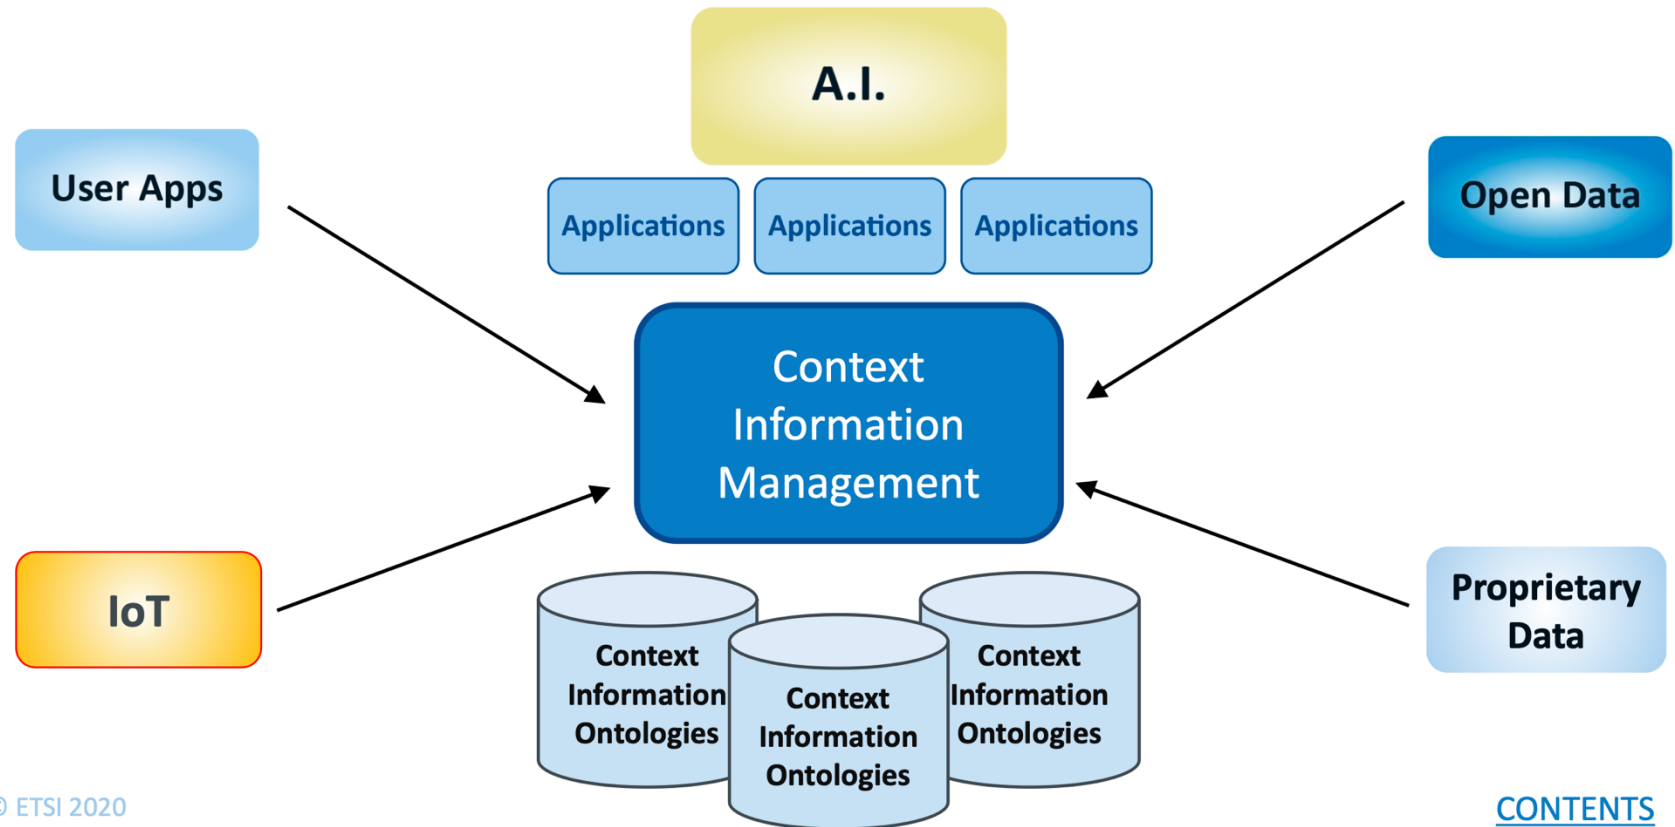 A.I.
User Apps
Open Data
Applications
Applications
Applications
Context
Information
Management
IoT
Proprietary
Data
Context
Information
Ontologies
Context
Information
Ontologies
Context
Information
Ontologies
© ETSI 2020
CONTENTS